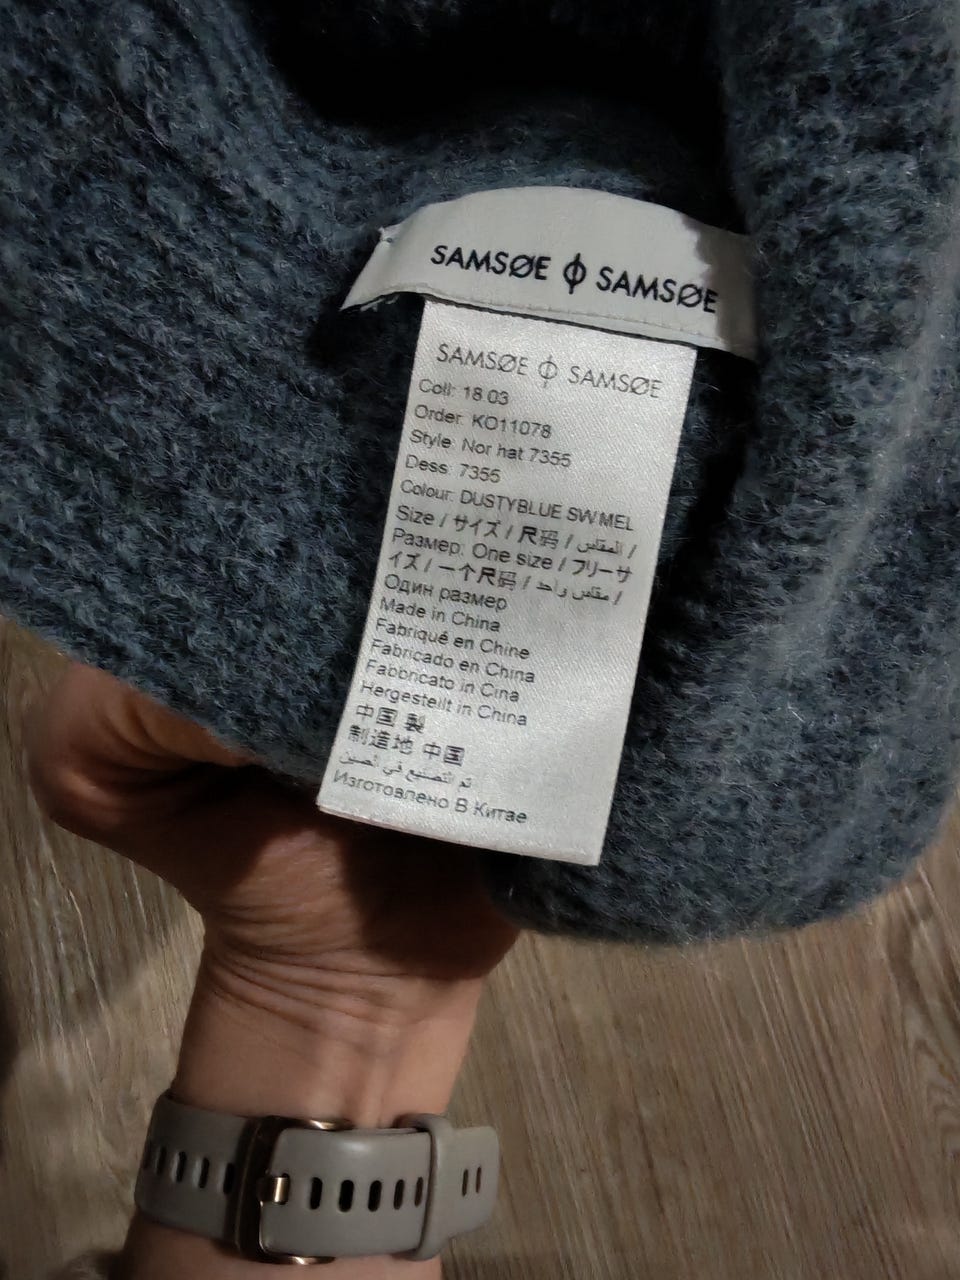 SAMSØE ϕ SAMSØE
SAMSØE ϕ SAMSØE
Coll: 18 03
Order: KO11078
Style: Nor hat 7355
Dess: 7355
Colour: DUSTYBLUE SW MEL
Size / サイズ / 尺码 / المقاس /
Размер: One size / フリーサ
イズ / 一个尺码 / مقاس واحد /
Один размер
Made in China
Fabriqué en Chine
Fabricado en China
Fabbricato in Cina
Hergestellt in China
中国 製
制造地 中国
تم التصنيع في الصين
Изготовлено В Китае